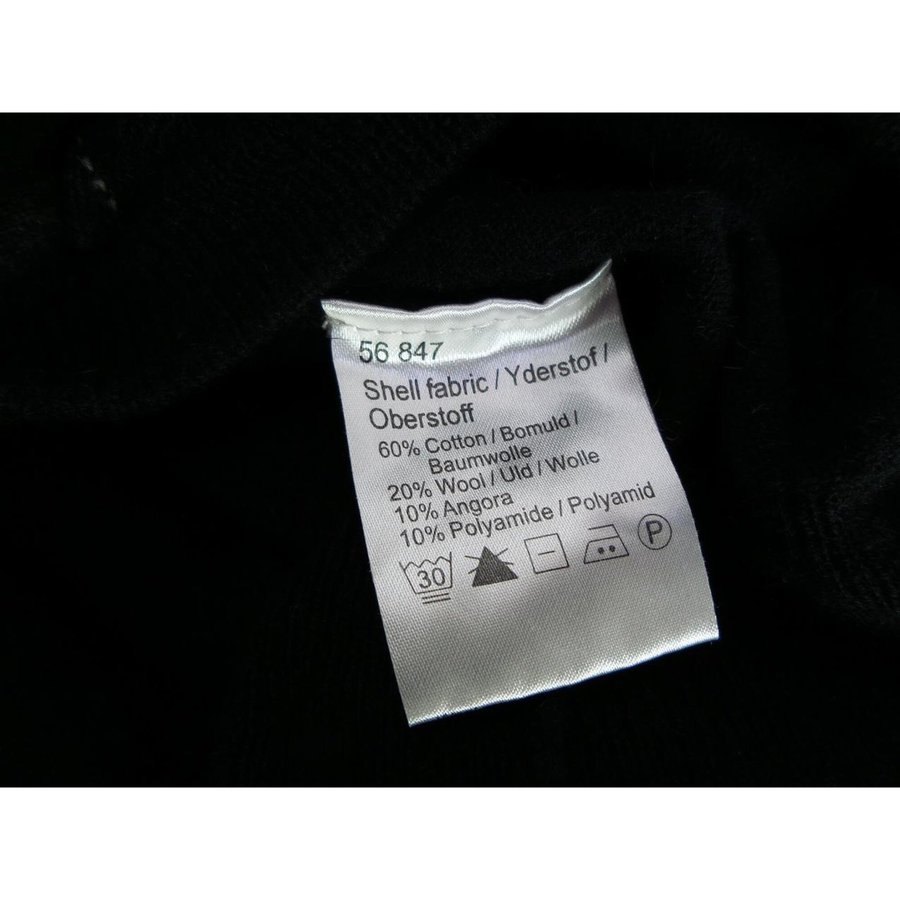 56 847
Shell fabric / Yderstof /
Oberstoff
60% Cotton / Bomuld /
Baumwolle
20% Wool / Uld / Wolle
10% Angora
10% Polyamide / Polyamid
30 P